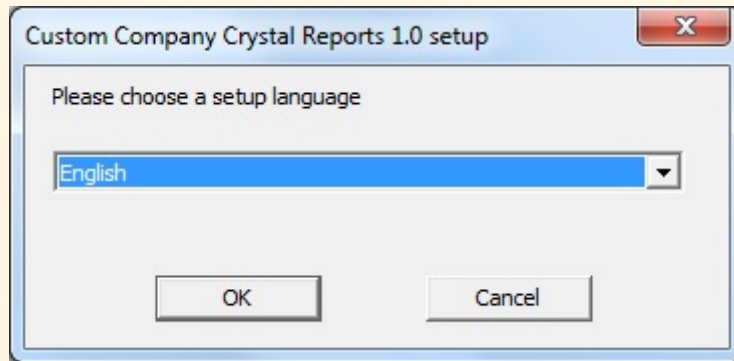 Custom Company Crystal Reports 1.0 setup
Please choose a setup language
English
OK Cancel